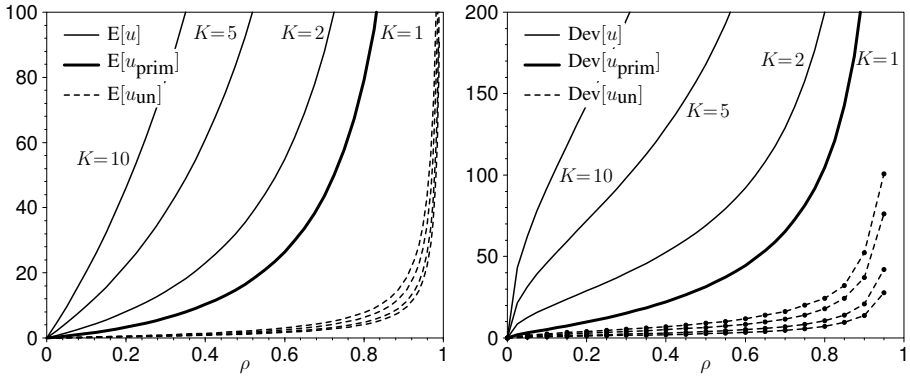 100
80
60
40
20
0
E[u]
E[u_prim]
E[u_un]
K=10
K=5
K=2
K=1
0
0.2
0.4
0.6
0.8
1
ρ
200
150
100
50
0
Dev[u]
Dev[u_prim]
Dev[u_un]
K=10
K=5
K=2
K=1
0
0.2
0.4
0.6
0.8
1
ρ